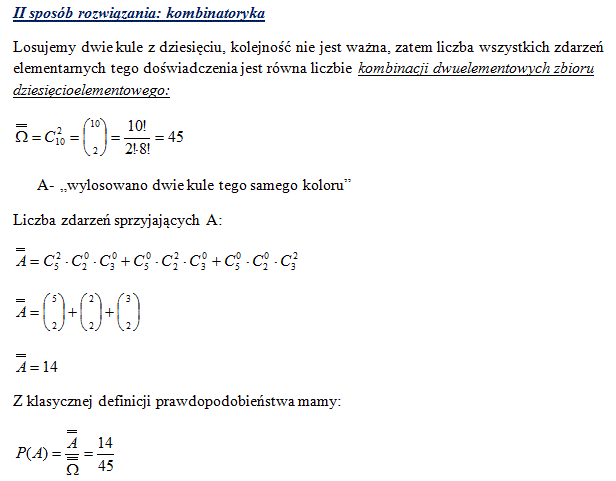 II sposób rozwiązania: kombinatoryka
Losujemy dwie kule z dziesięciu, kolejność nie jest ważna, zatem liczba wszystkich zdarzeń
elementarnych tego doświadczenia jest równa liczbie kombinacji dwuelementowych zbioru
dziesięcioelementowego:
$\overline{\overline{\Omega}} = C_{10}^{2} = \binom{10}{2} = \frac{10!}{2! \cdot 8!} = 45$
A- „wylosowano dwie kule tego samego koloru”
Liczba zdarzeń sprzyjających A:
$\overline{\overline{A}} = C_5^2 \cdot C_2^0 \cdot C_3^0 + C_5^0 \cdot C_2^2 \cdot C_3^0 + C_5^0 \cdot C_2^0 \cdot C_3^2$
$\overline{\overline{A}} = \binom{5}{2} + \binom{2}{2} + \binom{3}{2}$
$\overline{\overline{A}} = 14$
Z klasycznej definicji prawdopodobieństwa mamy:
$P(A) = \frac{\overline{\overline{A}}}{\overline{\overline{\Omega}}} = \frac{14}{45}$